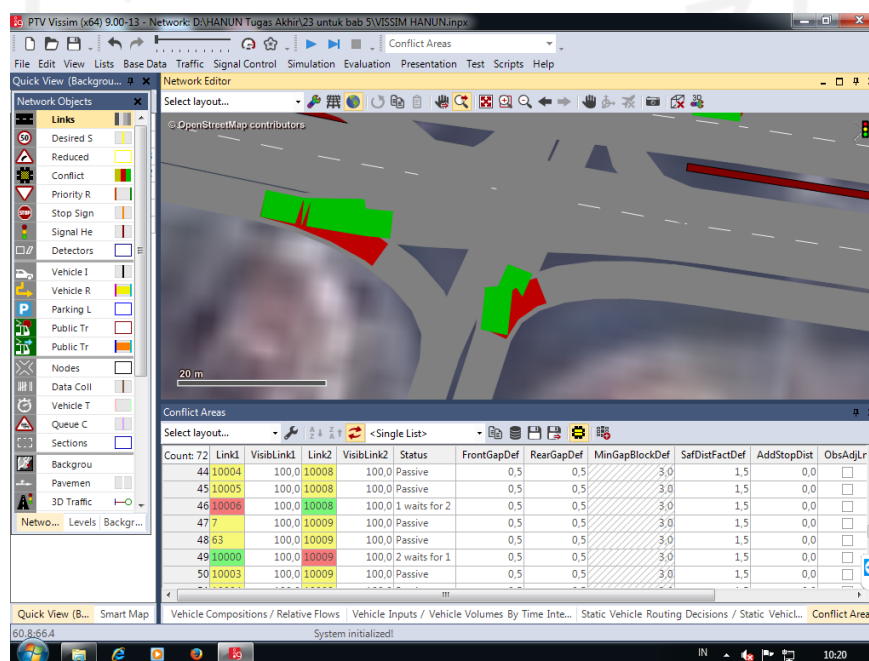 PTV Vissim (x64) 9.00-13 - Network: D:\HANUN Tugas Akhir\23 untuk bab 5\VISSIM HANUN.inpx
Conflict Areas
File Edit View Lists Base Data Traffic Signal Control Simulation Evaluation Presentation Test Scripts Help
Quick View (Backgrou...
Network Editor
Network Objects
Select layout...
Links
50 Desired S
Reduced
Conflict
Priority R
STOP Stop Sign
Signal He
Detectors
Vehicle I
Vehicle R
P Parking L
Public Tr
Public Tr
Nodes
Data Coll
Vehicle T
Queue C
Sections
Backgrou
Pavemen
3D Traffic
Netwo... Levels Backgr...
© OpenStreetMap contributors
20 m
Conflict Areas
Select layout... <Single List>
Count: 72 Link1 VisibLink1 Link2 VisibLink2 Status FrontGapDef RearGapDef MinGapBlockDef SafDistFactDef AddStopDist ObsAdjLr
44 10004 100,0 10008 100,0 Passive 0,5 0,5 3,0 1,5 0,0
45 10005 100,0 10008 100,0 Passive 0,5 0,5 3,0 1,5 0,0
46 10006 100,0 10008 100,0 1 waits for 2 0,5 0,5 3,0 1,5 0,0
47 7 100,0 10009 100,0 Passive 0,5 0,5 3,0 1,5 0,0
48 63 100,0 10009 100,0 Passive 0,5 0,5 3,0 1,5 0,0
49 10000 100,0 10009 100,0 2 waits for 1 0,5 0,5 3,0 1,5 0,0
50 10003 100,0 10009 100,0 Passive 0,5 0,5 3,0 1,5 0,0
Quick View (B... Smart Map
Vehicle Compositions / Relative Flows Vehicle Inputs / Vehicle Volumes By Time Inte... Static Vehicle Routing Decisions / Static Vehicl... Conflict Area
60.8:66.4 System initialized!
IN 10:20